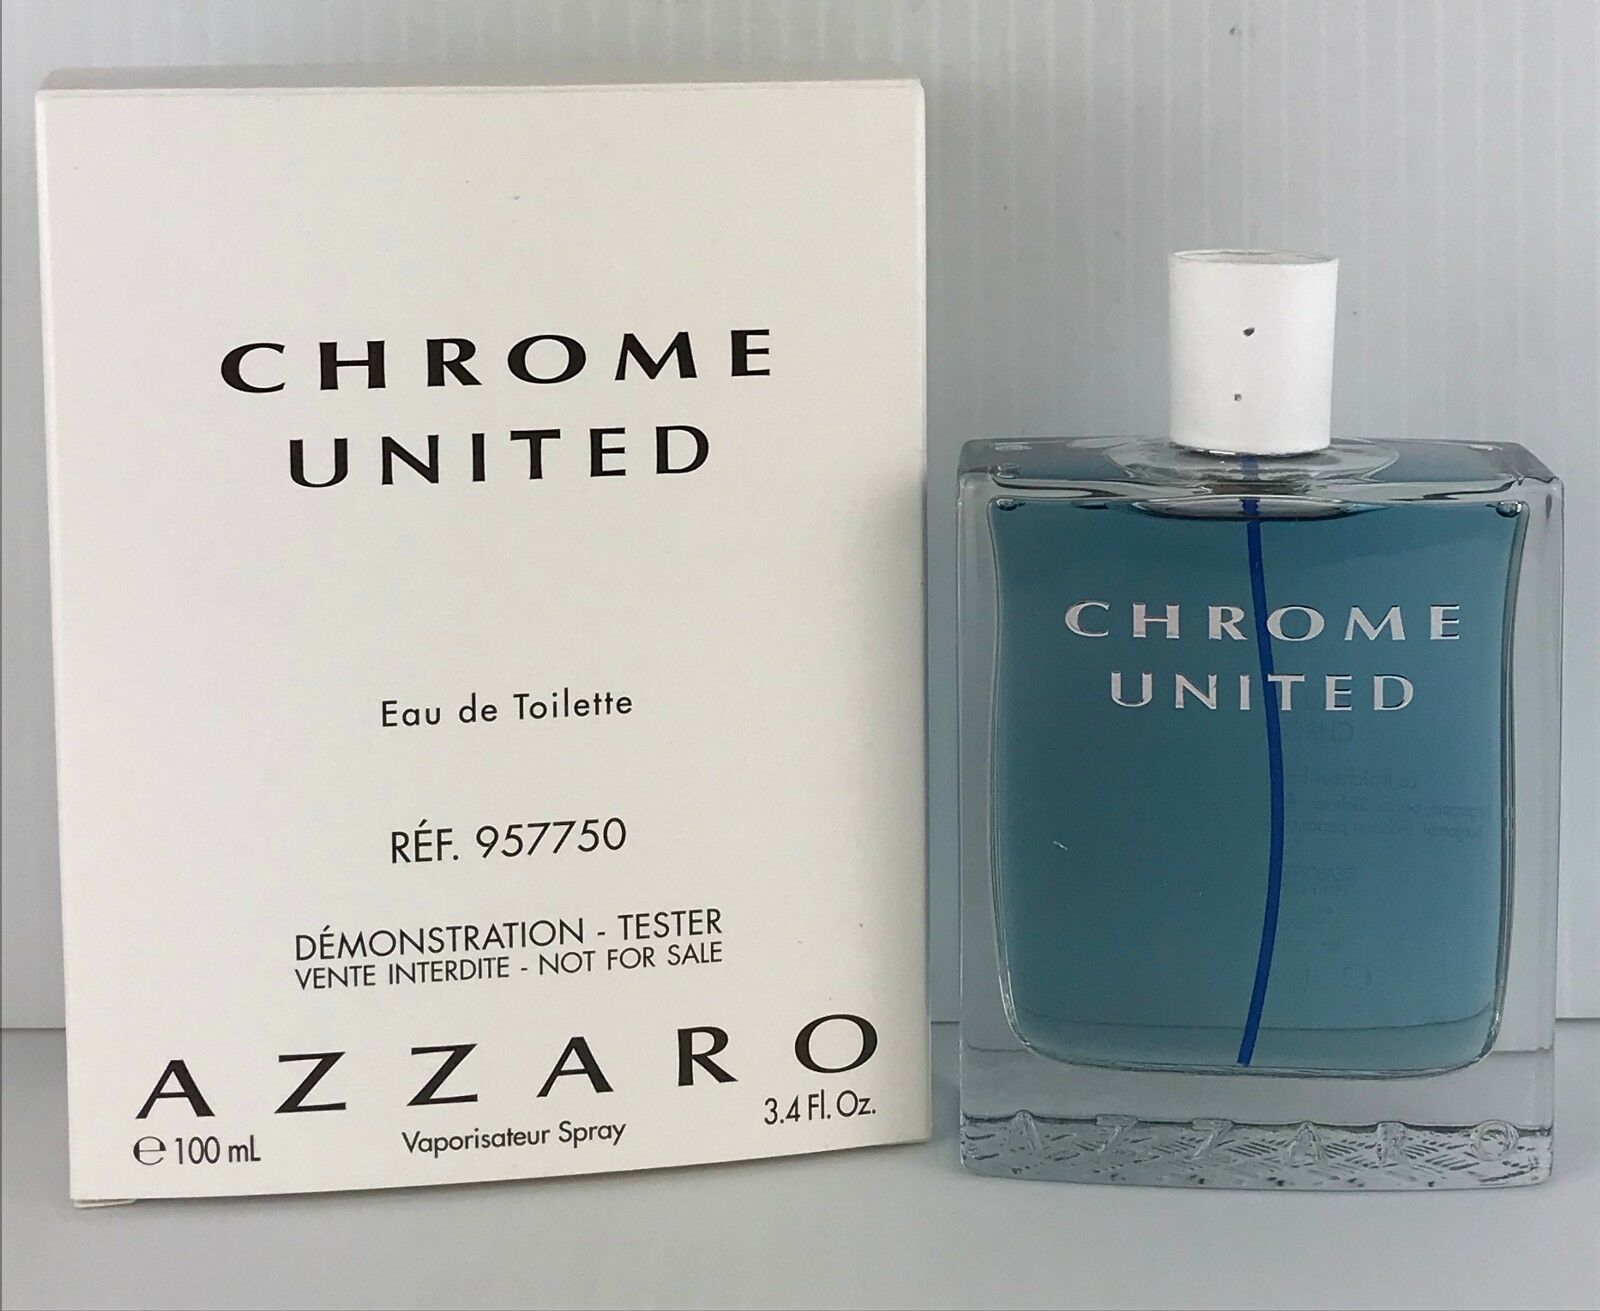 CHROME
UNITED
Eau de Toilette
RÉF. 957750
DÉMONSTRATION - TESTER
VENTE INTERDITE - NOT FOR SALE
AZZARO
℮ 100 mL
Vaporisateur Spray
3.4 Fl. Oz.
CHROME
UNITED
AZZARO